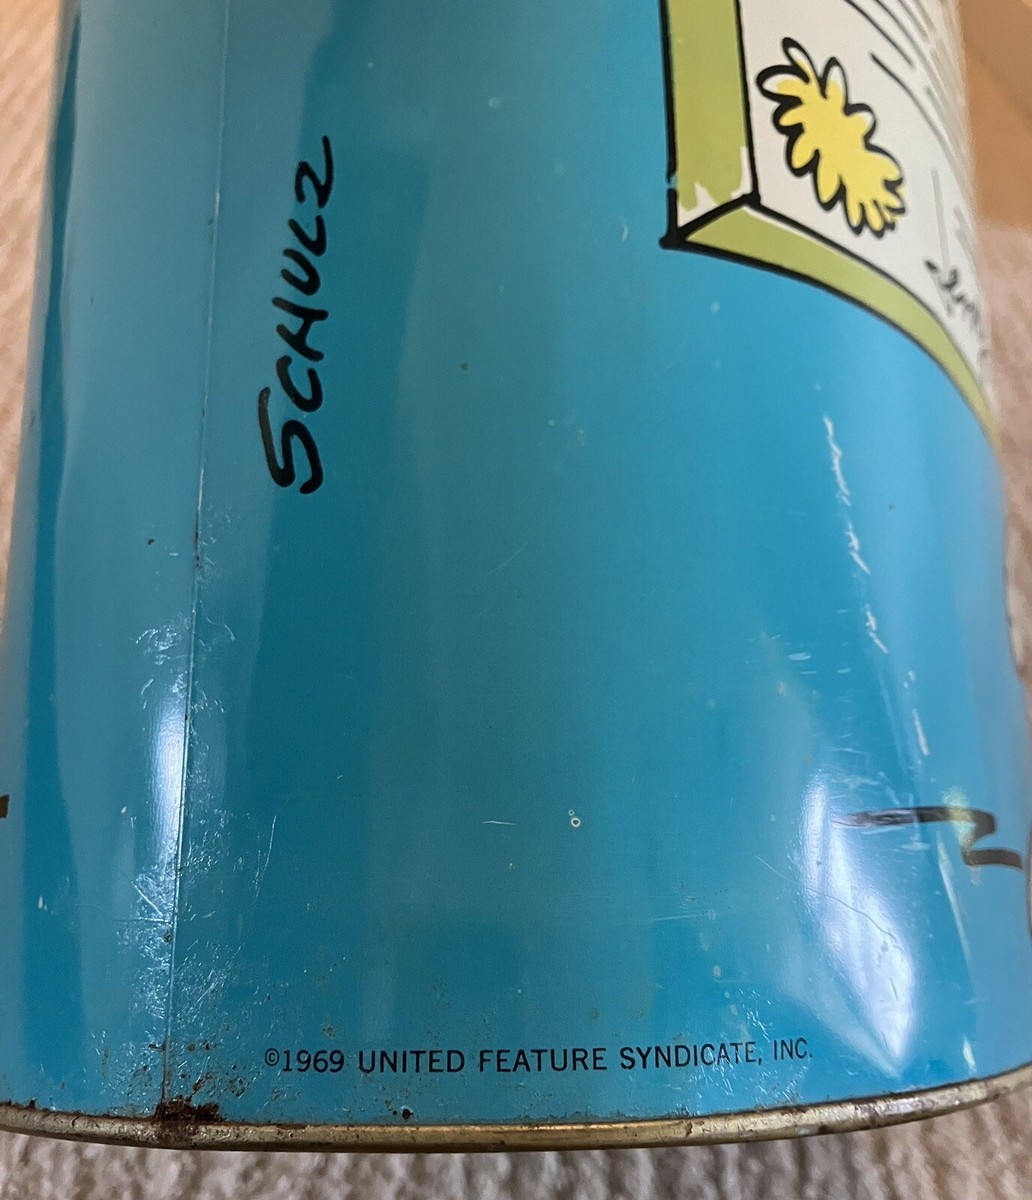 SCHULZ
©1969 UNITED FEATURE SYNDICATE, INC.